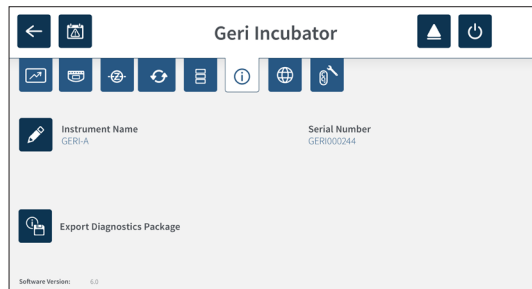 Geri Incubator
Instrument Name
GERI-A
Serial Number
GERI000244
Export Diagnostics Package
Software Version: 6.0